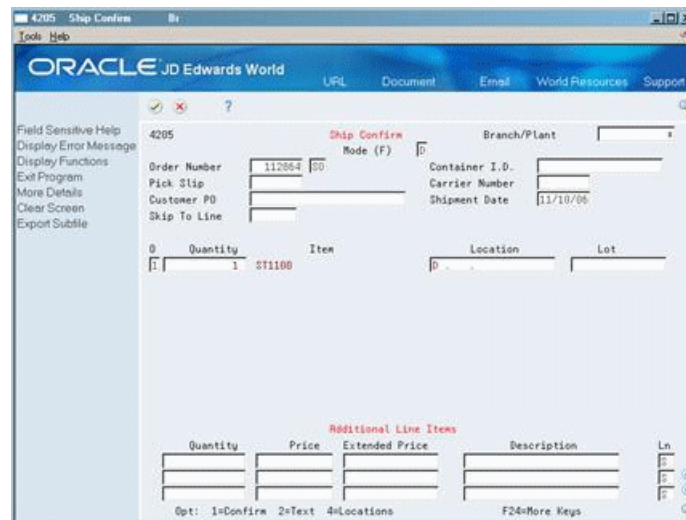 4205 Ship Confirm
Tools Help
ORACLE JD Edwards World
URL Document Email World Resources Support
?
Field Sensitive Help
Display Error Message
Display Functions
Exit Program
More Details
Clear Screen
Export Subfile
4205 Ship Confirm Branch/Plant *
Mode (F) D
Order Number 112864 SO Container I.D.
Pick Slip Carrier Number
Customer PO Shipment Date 11/10/06
Skip To Line
O Quantity Item Location Lot
1 1 ST1100 D . .
Additional Line Items
Quantity Price Extended Price Description Ln
S
S
S
Opt: 1=Confirm 2=Text 4=Locations F24=More Keys